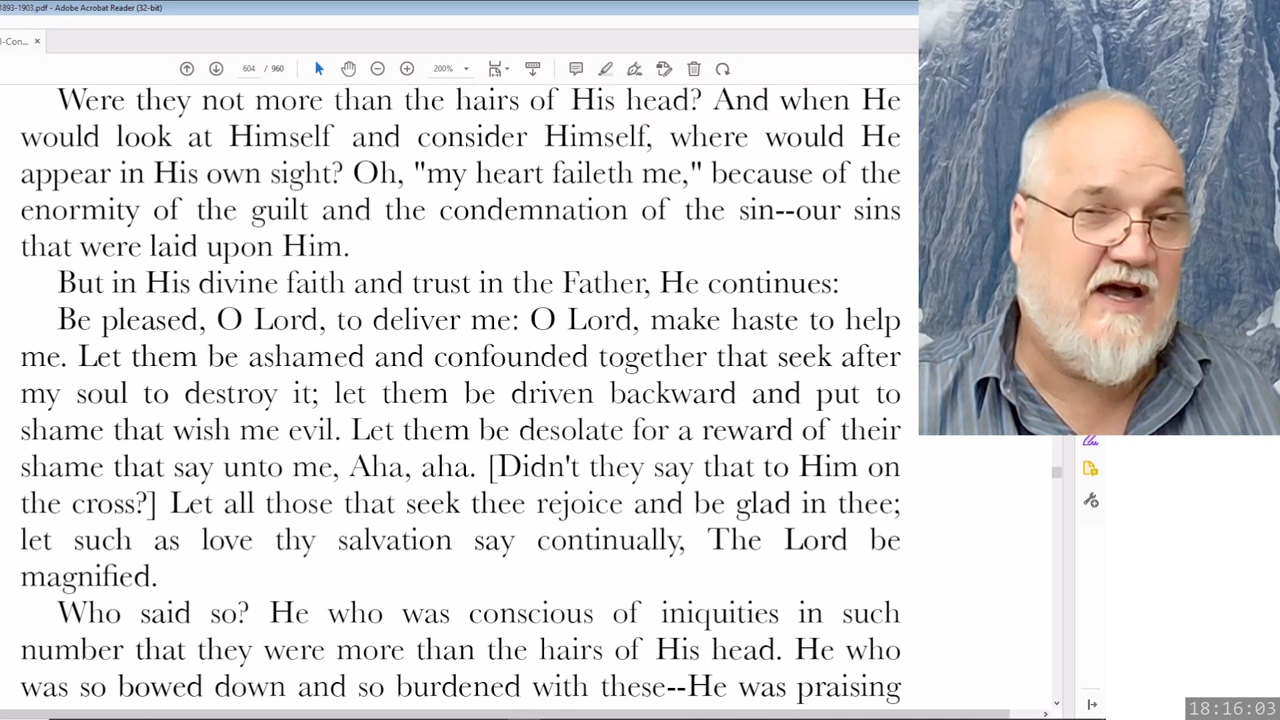 1893-1903.pdf - Adobe Acrobat Reader (32-bit)
l-Con... ×
604 / 960
200%
Were they not more than the hairs of His head? And when He
would look at Himself and consider Himself, where would He
appear in His own sight? Oh, "my heart faileth me," because of the
enormity of the guilt and the condemnation of the sin--our sins
that were laid upon Him.
But in His divine faith and trust in the Father, He continues:
Be pleased, O Lord, to deliver me: O Lord, make haste to help
me. Let them be ashamed and confounded together that seek after
my soul to destroy it; let them be driven backward and put to
shame that wish me evil. Let them be desolate for a reward of their
shame that say unto me, Aha, aha. [Didn't they say that to Him on
the cross?] Let all those that seek thee rejoice and be glad in thee;
let such as love thy salvation say continually, The Lord be
magnified.
Who said so? He who was conscious of iniquities in such
number that they were more than the hairs of His head. He who
was so bowed down and so burdened with these--He was praising
18:16:03